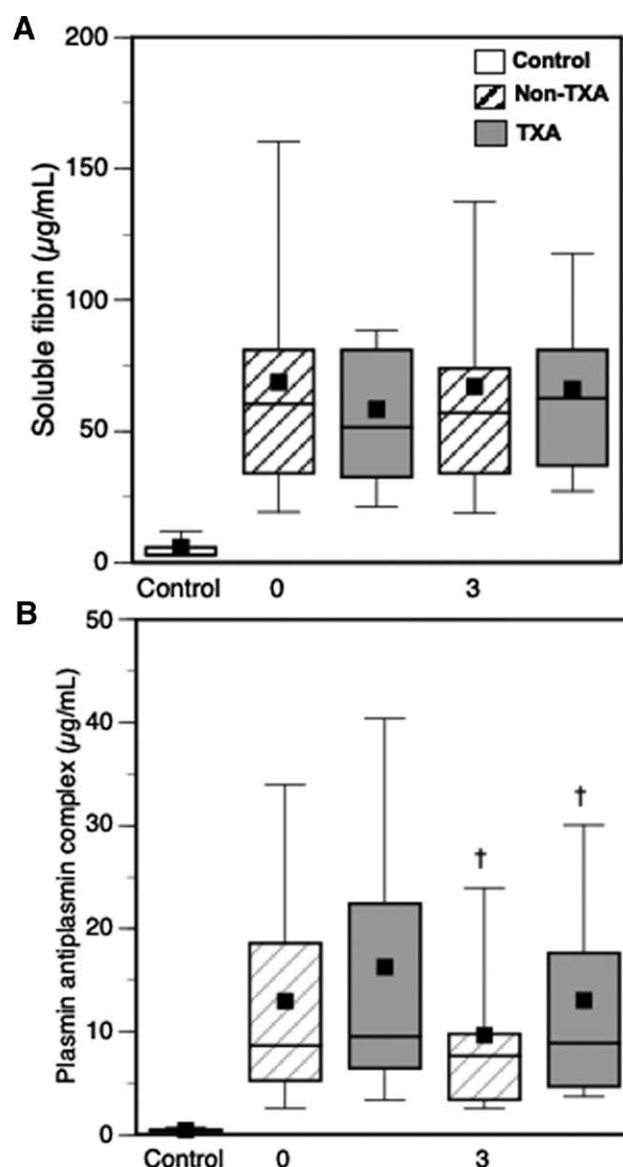 A
200
150
100
50
0
Soluble fibrin (µg/mL)
Control
Non-TXA
TXA
Control 0 3
B
50
40
30
20
10
0
Plasmin antiplasmin complex (µg/mL)
†
†
Control 0 3